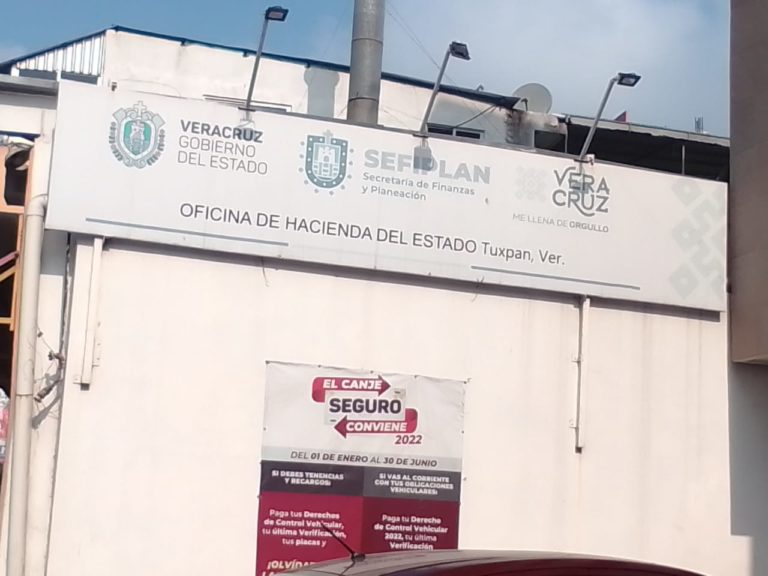 VERACRUZ
GOBIERNO
DEL ESTADO
SEFIPLAN
Secretaría de Finanzas
y Planeación
VERA
CRUZ
ME LLENA DE ORGULLO
OFICINA DE HACIENDA DEL ESTADO Tuxpan, Ver.
EL CANJE
SEGURO
CONVIENE
2022
DEL 01 DE ENERO AL 30 DE JUNIO
SI DEBES TENENCIAS
Y RECARGOS:
Paga tus Derechos
de Control Vehicular,
tu última Verificación,
tus placas y
SI VAS AL CORRIENTE
CON TUS OBLIGACIONES
VEHICULARES:
Paga tu Derecho
de Control Vehicular
2022, tu última
Verificación